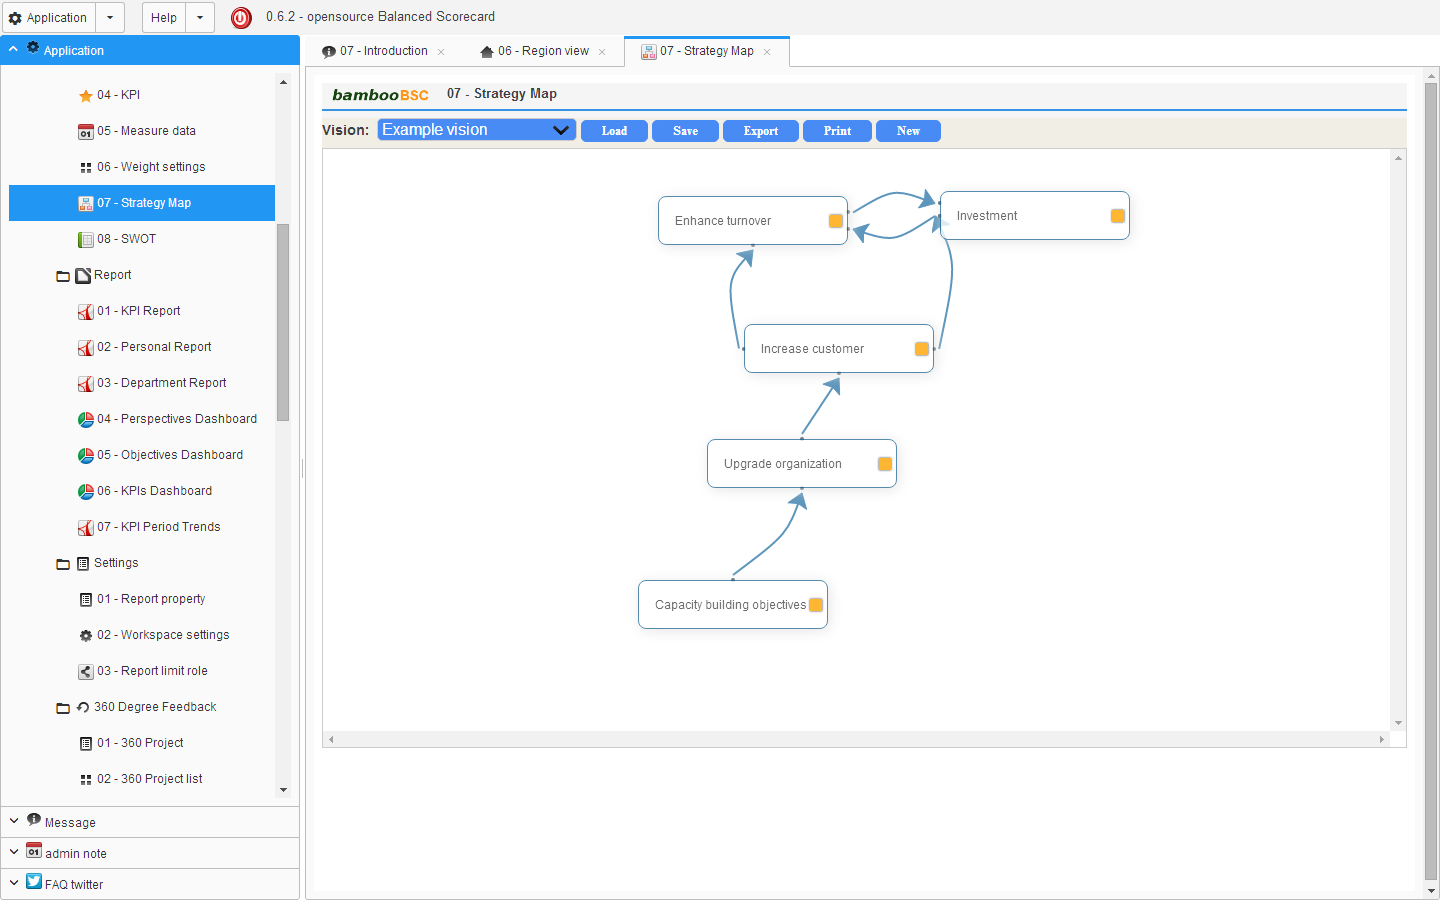 Application
Help
0.6.2 - opensource Balanced Scorecard
Application
04 - KPI
01
05 - Measure data
06 - Weight settings
07 - Strategy Map
08 - SWOT
Report
01 - KPI Report
02 - Personal Report
03 - Department Report
04 - Perspectives Dashboard
05 - Objectives Dashboard
06 - KPIs Dashboard
07 - KPI Period Trends
Settings
01 - Report property
02 - Workspace settings
03 - Report limit role
360 Degree Feedback
01 - 360 Project
02 - 360 Project list
Message
01
admin note
FAQ twitter
07 - Introduction
06 - Region view
07 - Strategy Map
bambooBSC 07 - Strategy Map
Vision: Example vision Load Save Export Print New
Enhance turnover
Investment
Increase customer
Upgrade organization
Capacity building objectives